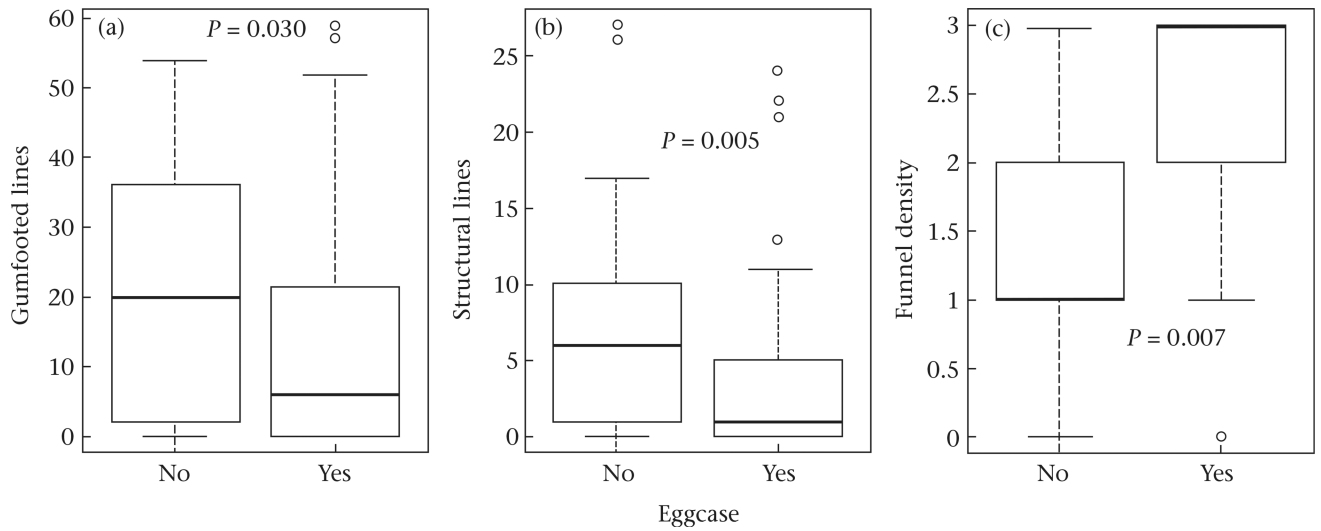 (a)
P = 0.030
Gumfooted lines
60
50
40
30
20
10
0
No
Yes
(b)
P = 0.005
Structural lines
25
20
15
10
5
0
No
Yes
(c)
P = 0.007
Funnel density
3
2.5
2
1.5
1
0.5
0
No
Yes
Eggcase